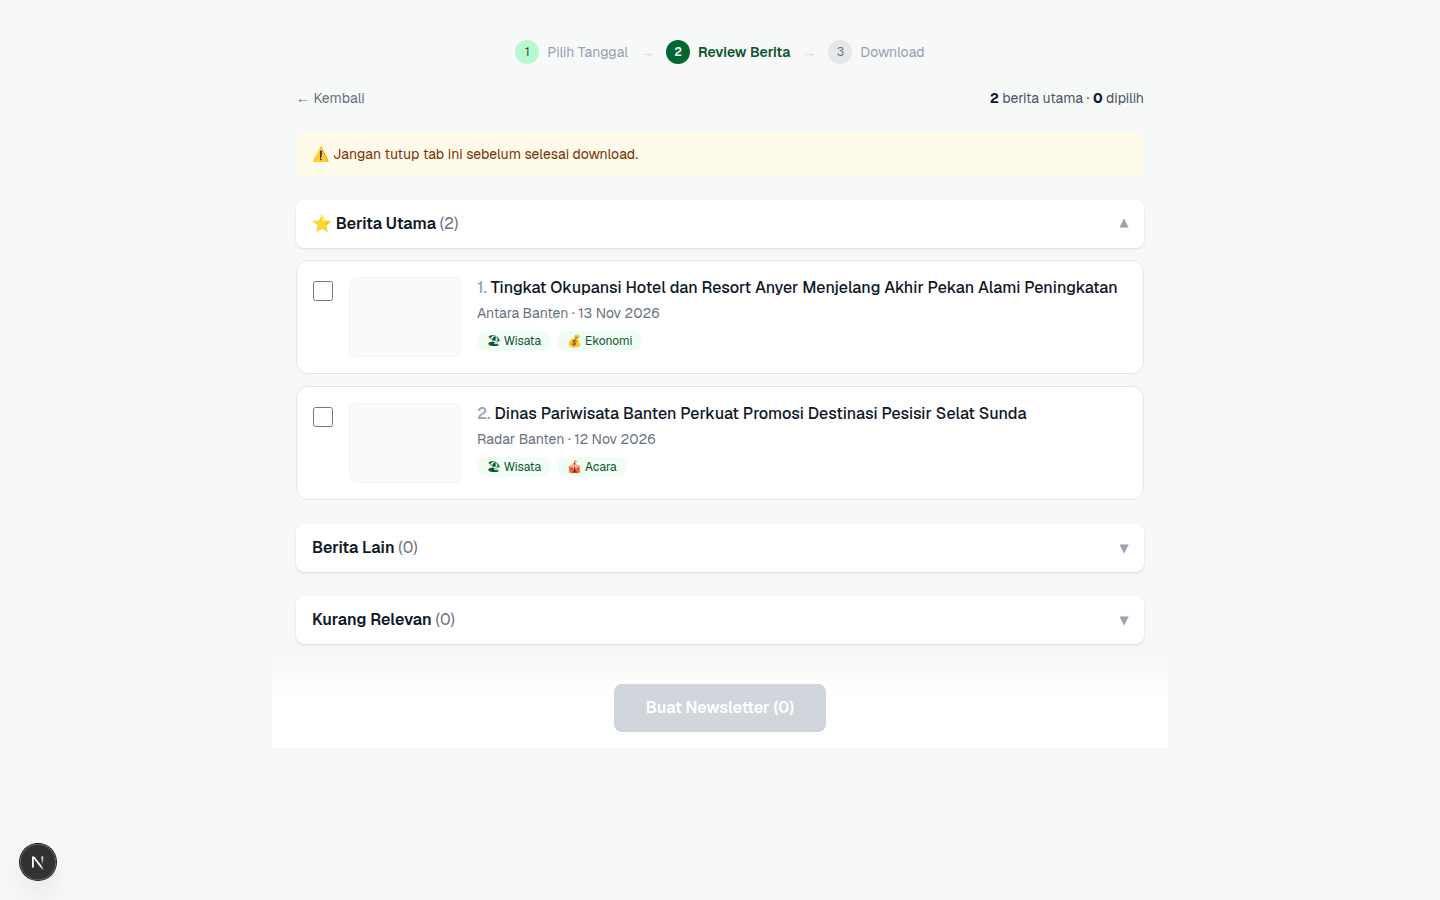 1 Pilih Tanggal → 2 Review Berita → 3 Download
← Kembali
2 berita utama · 0 dipilih
⚠️ Jangan tutup tab ini sebelum selesai download.
⭐ Berita Utama (2) ▲
1. Tingkat Okupansi Hotel dan Resort Anyer Menjelang Akhir Pekan Alami Peningkatan
Antara Banten · 13 Nov 2026
🏖 Wisata 💰 Ekonomi
2. Dinas Pariwisata Banten Perkuat Promosi Destinasi Pesisir Selat Sunda
Radar Banten · 12 Nov 2026
🏖 Wisata 🎪 Acara
Berita Lain (0) ▼
Kurang Relevan (0) ▼
Buat Newsletter (0)
N